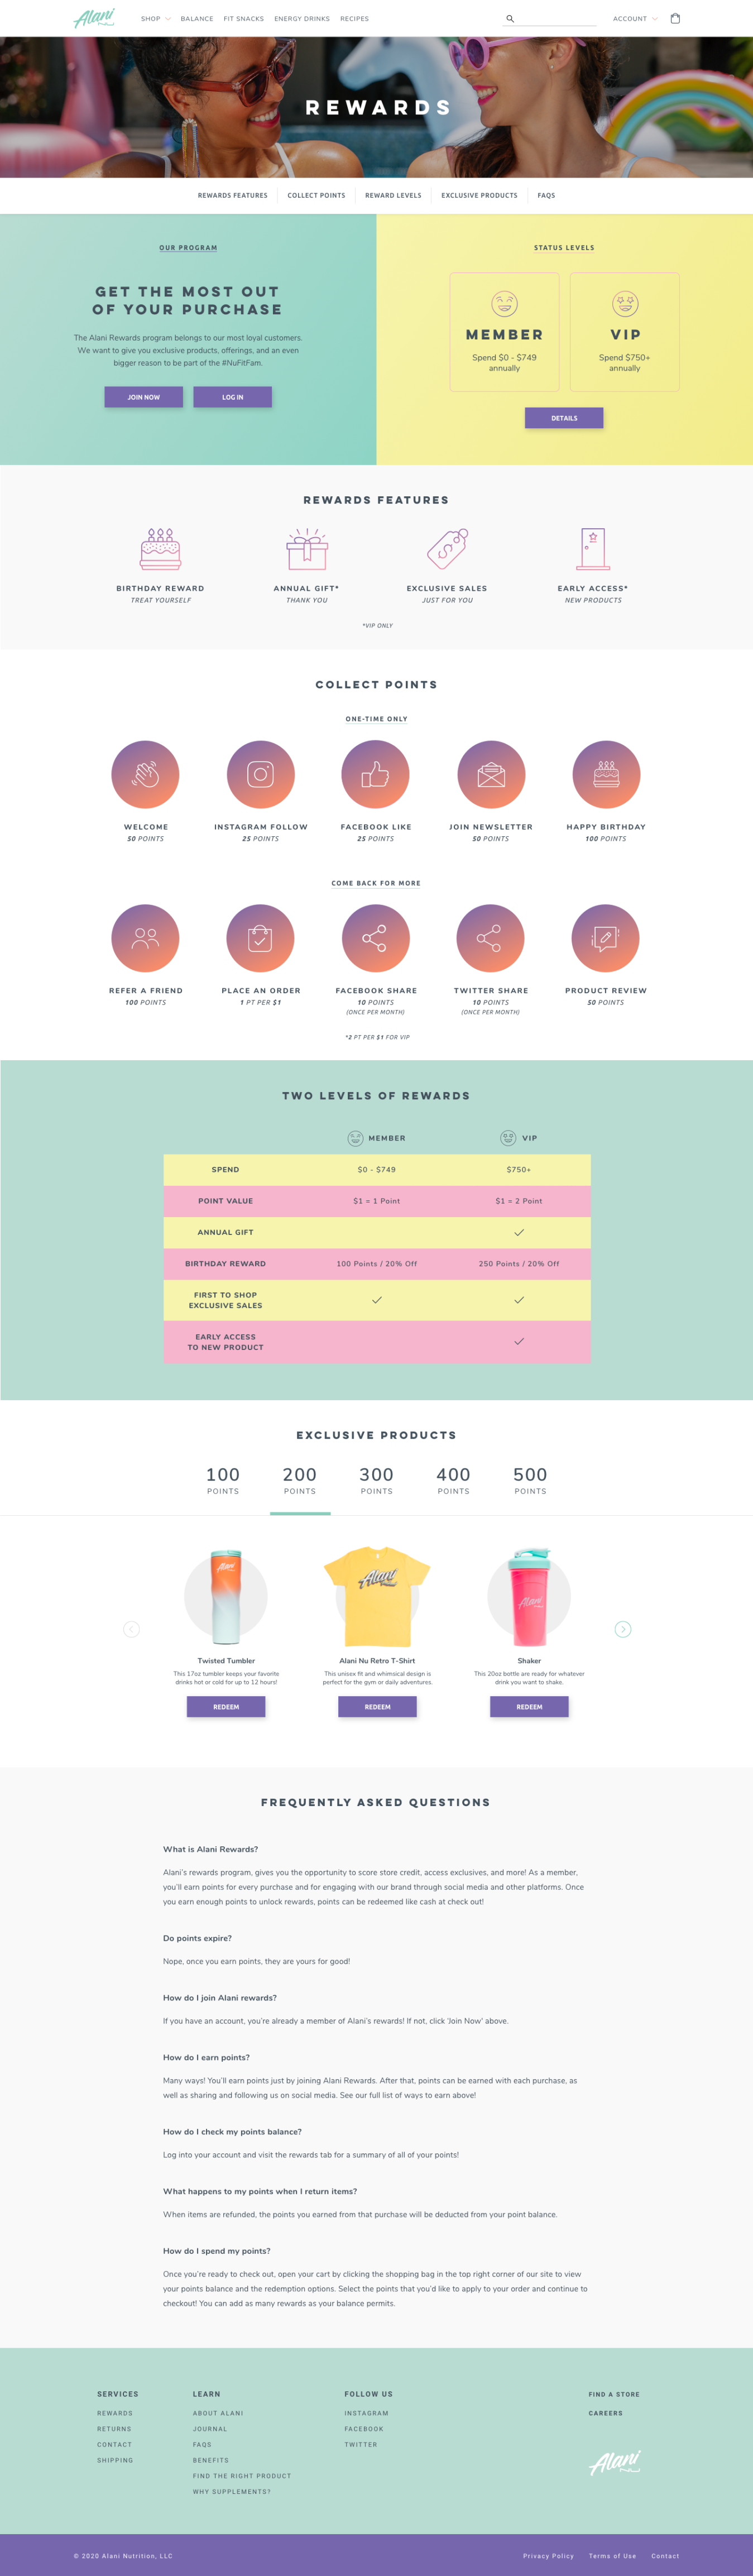 Alani
nu
SHOP
BALANCE
FIT SNACKS
ENERGY DRINKS
RECIPES
ACCOUNT
REWARDS
REWARDS FEATURES
COLLECT POINTS
REWARD LEVELS
EXCLUSIVE PRODUCTS
FAQS
OUR PROGRAM
GET THE MOST OUT
OF YOUR PURCHASE
The Alani Rewards program belongs to our most loyal customers.
We want to give you exclusive products, offerings, and an even
bigger reason to be part of the #NuFitFam.
JOIN NOW
LOG IN
STATUS LEVELS
MEMBER
Spend $0 - $749
annually
VIP
Spend $750+
annually
DETAILS
REWARDS FEATURES
BIRTHDAY REWARD
TREAT YOURSELF
ANNUAL GIFT*
THANK YOU
EXCLUSIVE SALES
JUST FOR YOU
EARLY ACCESS*
NEW PRODUCTS
*VIP ONLY
COLLECT POINTS
ONE-TIME ONLY
WELCOME
50 POINTS
INSTAGRAM FOLLOW
25 POINTS
FACEBOOK LIKE
25 POINTS
JOIN NEWSLETTER
50 POINTS
HAPPY BIRTHDAY
100 POINTS
COME BACK FOR MORE
REFER A FRIEND
100 POINTS
PLACE AN ORDER
1 PT PER $1
FACEBOOK SHARE
10 POINTS
(ONCE PER MONTH)
TWITTER SHARE
10 POINTS
(ONCE PER MONTH)
PRODUCT REVIEW
50 POINTS
*2 PT PER $1 FOR VIP
TWO LEVELS OF REWARDS
MEMBER
VIP
SPEND
$0 - $749
$750+
POINT VALUE
$1 = 1 Point
$1 = 2 Point
ANNUAL GIFT
BIRTHDAY REWARD
100 Points / 20% Off
250 Points / 20% Off
FIRST TO SHOP
EXCLUSIVE SALES
EARLY ACCESS
TO NEW PRODUCT
EXCLUSIVE PRODUCTS
100
POINTS
200
POINTS
300
POINTS
400
POINTS
500
POINTS
Alani
Alani
Alani
Twisted Tumbler
This 17oz tumbler keeps your favorite
drinks hot or cold for up to 12 hours!
REDEEM
Alani Nu Retro T-Shirt
This unisex fit and whimsical design is
perfect for the gym or daily adventures.
REDEEM
Shaker
This 20oz bottle are ready for whatever
drink you want to shake.
REDEEM
FREQUENTLY ASKED QUESTIONS
What is Alani Rewards?
Alani's rewards program, gives you the opportunity to score store credit, access exclusives, and more! As a member,
you'll earn points for every purchase and for engaging with our brand through social media and other platforms. Once
you earn enough points to unlock rewards, points can be redeemed like cash at check out!
Do points expire?
Nope, once you earn points, they are yours for good!
How do I join Alani rewards?
If you have an account, you're already a member of Alani's rewards! If not, click 'Join Now' above.
How do I earn points?
Many ways! You'll earn points just by joining Alani Rewards. After that, points can be earned with each purchase, as
well as sharing and following us on social media. See our full list of ways to earn above!
How do I check my points balance?
Log into your account and visit the rewards tab for a summary of all of your points!
What happens to my points when I return items?
When items are refunded, the points you earned from that purchase will be deducted from your point balance.
How do I spend my points?
Once you're ready to check out, open your cart by clicking the shopping bag in the top right corner of our site to view
your points balance and the redemption options. Select the points that you'd like to apply to your order and continue to
checkout! You can add as many rewards as your balance permits.
SERVICES
REWARDS
RETURNS
CONTACT
SHIPPING
LEARN
ABOUT ALANI
JOURNAL
FAQS
BENEFITS
FIND THE RIGHT PRODUCT
WHY SUPPLEMENTS?
FOLLOW US
INSTAGRAM
FACEBOOK
TWITTER
FIND A STORE
CAREERS
Alani
nu
© 2020 Alani Nutrition, LLC
Privacy Policy
Terms of Use
Contact